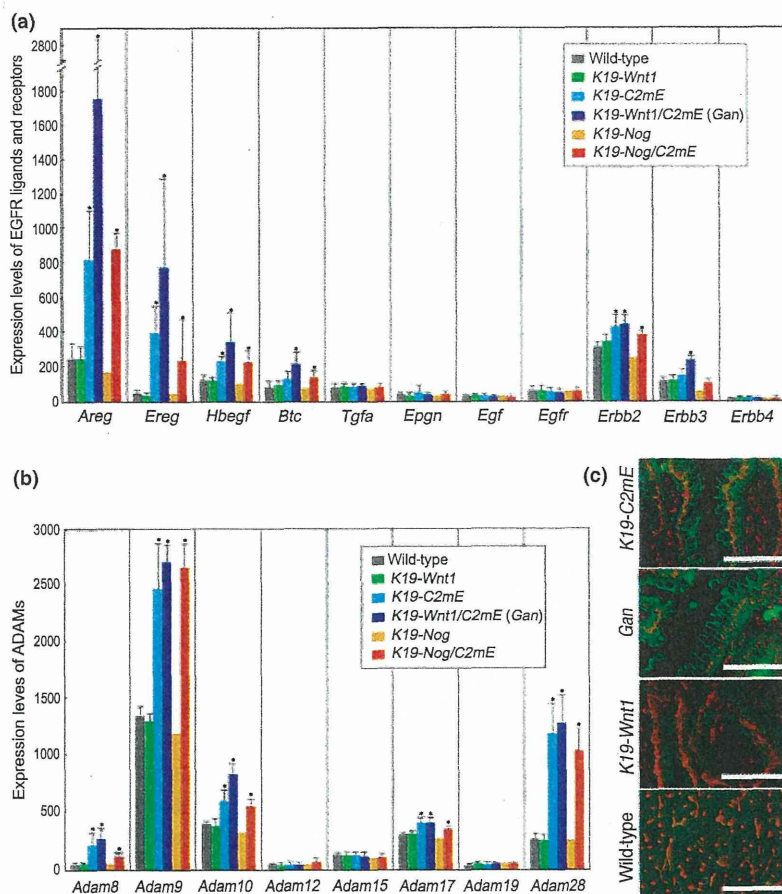 (a)
Expression levels of EGFR ligands and receptors
2800
2400
2000
1800
1600
1400
1200
1000
800
600
400
200
0
Wild-type
K19-Wnt1
K19-C2mE
K19-Wnt1/C2mE (Gan)
K19-Nog
K19-Nog/C2mE
Areg Ereg Hbegf Btc Tgfa Epgn Egf Egfr Erbb2 Erbb3 Erbb4
(b)
Expression levels of ADAMs
3000
2500
2000
1500
1000
500
0
Wild-type
K19-Wnt1
K19-C2mE
K19-Wnt1/C2mE (Gan)
K19-Nog
K19-Nog/C2mE
Adam8 Adam9 Adam10 Adam12 Adam15 Adam17 Adam19 Adam28
(c)
K19-C2mE
Gan
K19-Wnt1
Wild-type